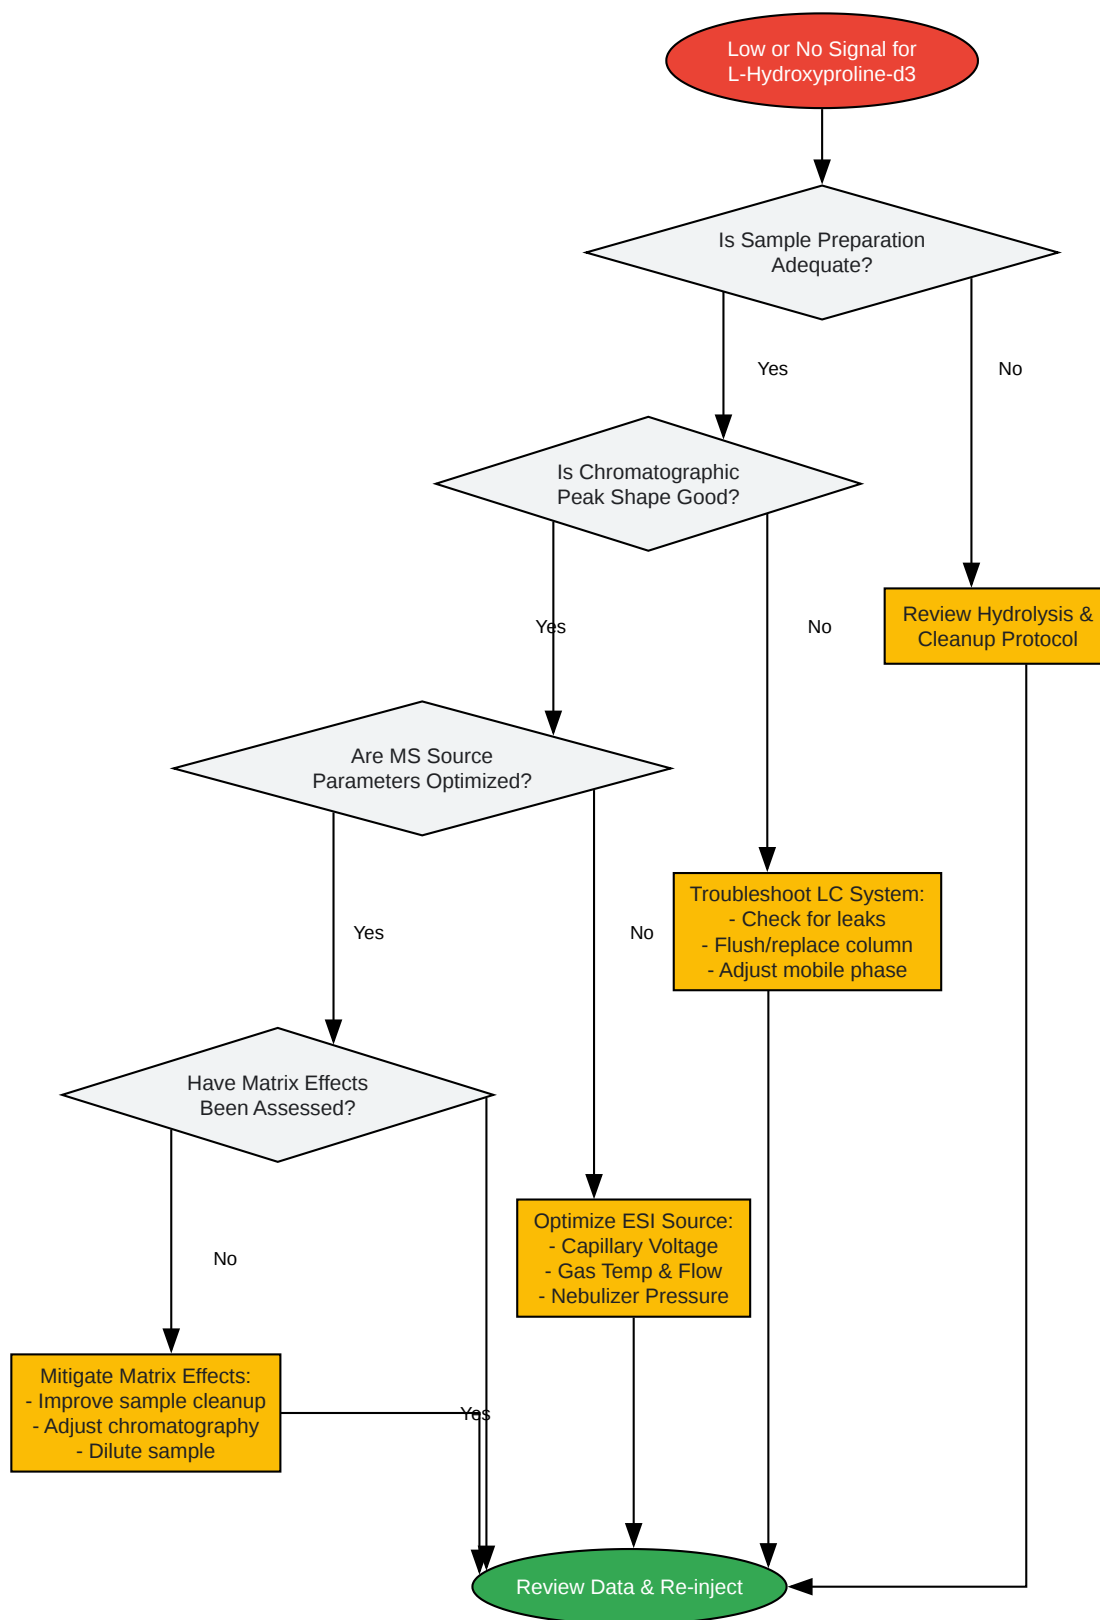 Low or No Signal for
L-Hydroxyproline-d3
Is Sample Preparation
Adequate?
Yes
No
Is Chromatographic
Peak Shape Good?
Review Hydrolysis &
Cleanup Protocol
Yes
No
Are MS Source
Parameters Optimized?
Troubleshoot LC System:
- Check for leaks
- Flush/replace column
- Adjust mobile phase
Yes
No
Have Matrix Effects
Been Assessed?
Optimize ESI Source:
- Capillary Voltage
- Gas Temp & Flow
- Nebulizer Pressure
No
Mitigate Matrix Effects:
- Improve sample cleanup
- Adjust chromatography
- Dilute sample
Yes
Review Data & Re-inject